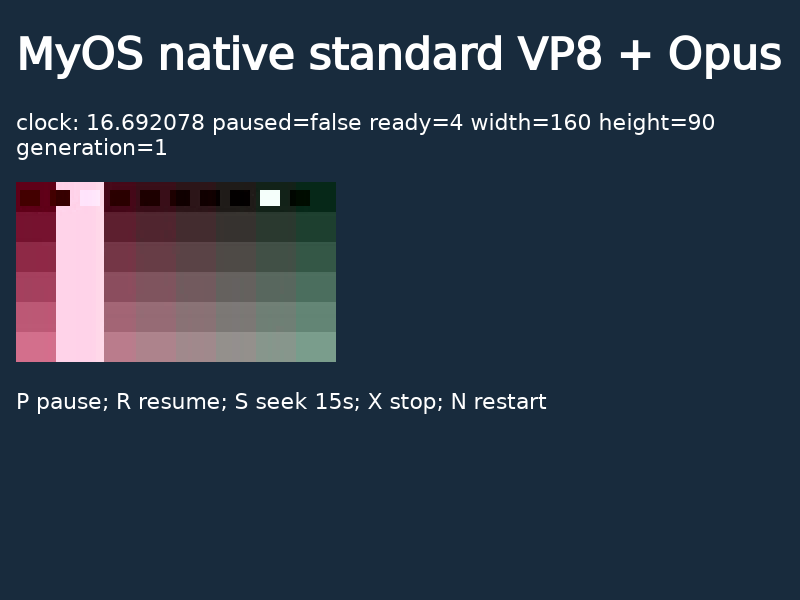 MyOS native standard VP8 + Opus
clock: 16.692078 paused=false ready=4 width=160 height=90
generation=1
P pause; R resume; S seek 15s; X stop; N restart